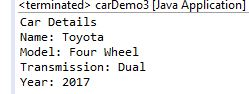 <terminated> carDemo3 [Java Application]
Car Details
Name: Toyota
Model: Four Wheel
Transmission: Dual
Year: 2017